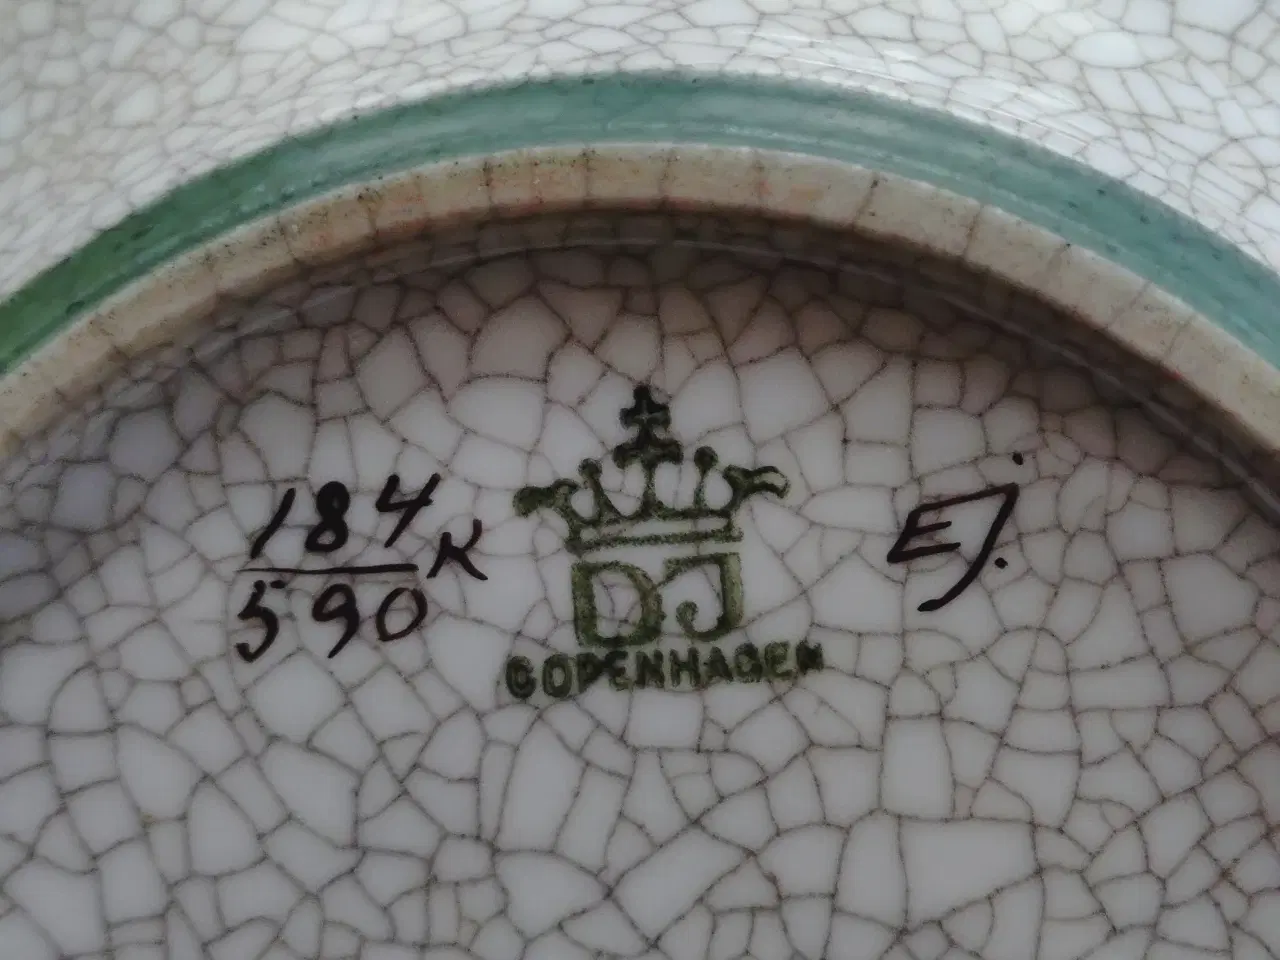 184
590 K
DJ
COPENHAGEN
EJ.